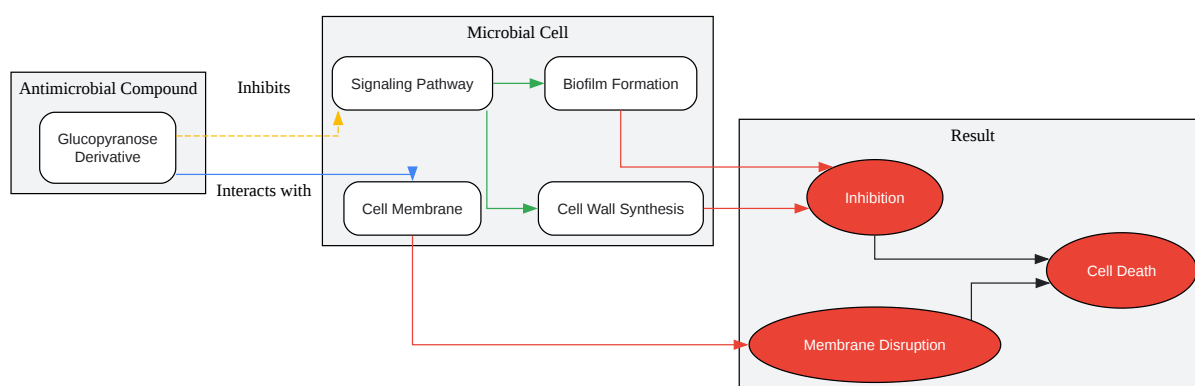 Antimicrobial Compound
Glucopyranose
Derivative
Inhibits
Interacts with
Microbial Cell
Signaling Pathway
Biofilm Formation
Cell Membrane
Cell Wall Synthesis
Result
Inhibition
Cell Death
Membrane Disruption